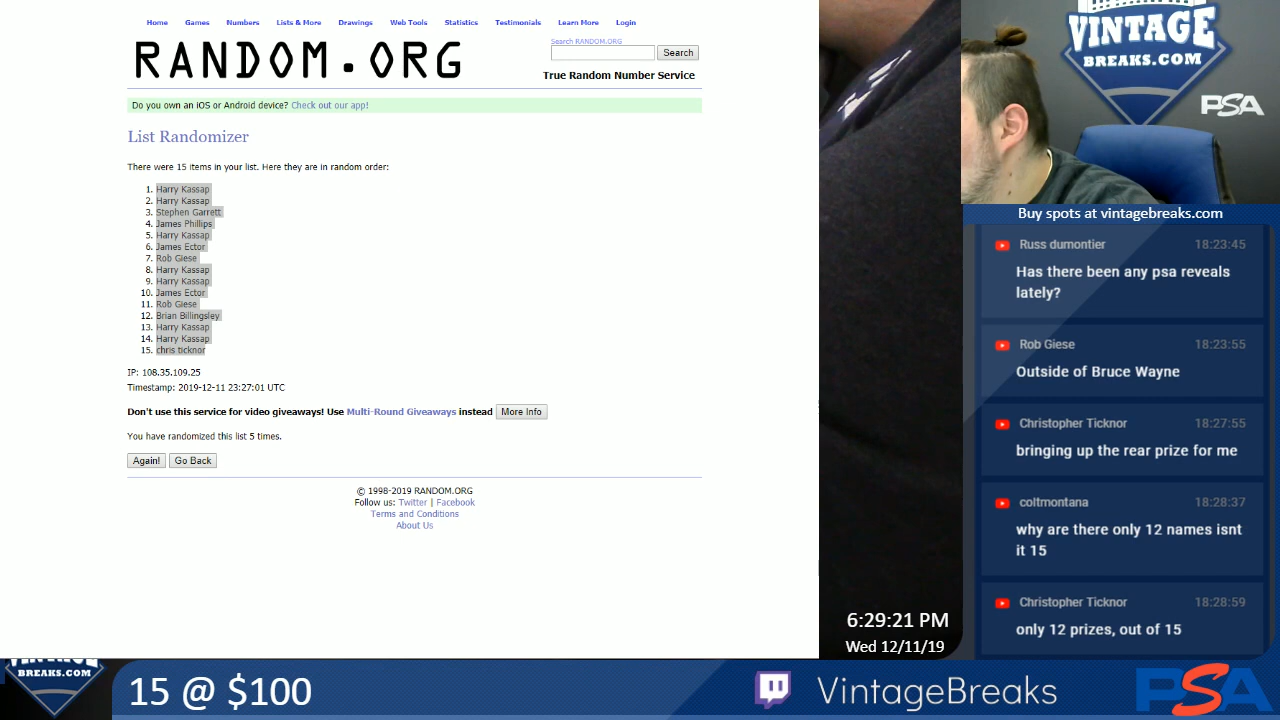 Home Games Numbers Lists & More Drawings Web Tools Statistics Testimonials Learn More Login
RANDOM.ORG
Search RANDOM.ORG
Search
True Random Number Service
Do you own an iOS or Android device? Check out our app!
List Randomizer
There were 15 items in your list. Here they are in random order:
1. Harry Kassap
2. Harry Kassap
3. Stephen Garrett
4. James Phillips
5. Harry Kassap
6. James Ector
7. Rob Giese
8. Harry Kassap
9. Harry Kassap
10. James Ector
11. Rob Giese
12. Brian Billingsley
13. Harry Kassap
14. Harry Kassap
15. chris ticknor
IP: 108.35.109.25
Timestamp: 2019-12-11 23:27:01 UTC
Don't use this service for video giveaways! Use Multi-Round Giveaways instead More Info
You have randomized this list 5 times.
Again! Go Back
© 1998-2019 RANDOM.ORG
Follow us: Twitter | Facebook
Terms and Conditions
About Us
VINTAGE
BREAKS.COM
PSA
Buy spots at vintagebreaks.com
Russ dumontier 18:23:45
Has there been any psa reveals
lately?
Rob Giese 18:23:55
Outside of Bruce Wayne
Christopher Ticknor 18:27:55
bringing up the rear prize for me
coltmontana 18:28:37
why are there only 12 names isnt
it 15
Christopher Ticknor 18:28:59
only 12 prizes, out of 15
6:29:21 PM
Wed 12/11/19
VINTAGE
BREAKS.COM
15 @ $100
VintageBreaks
PSA